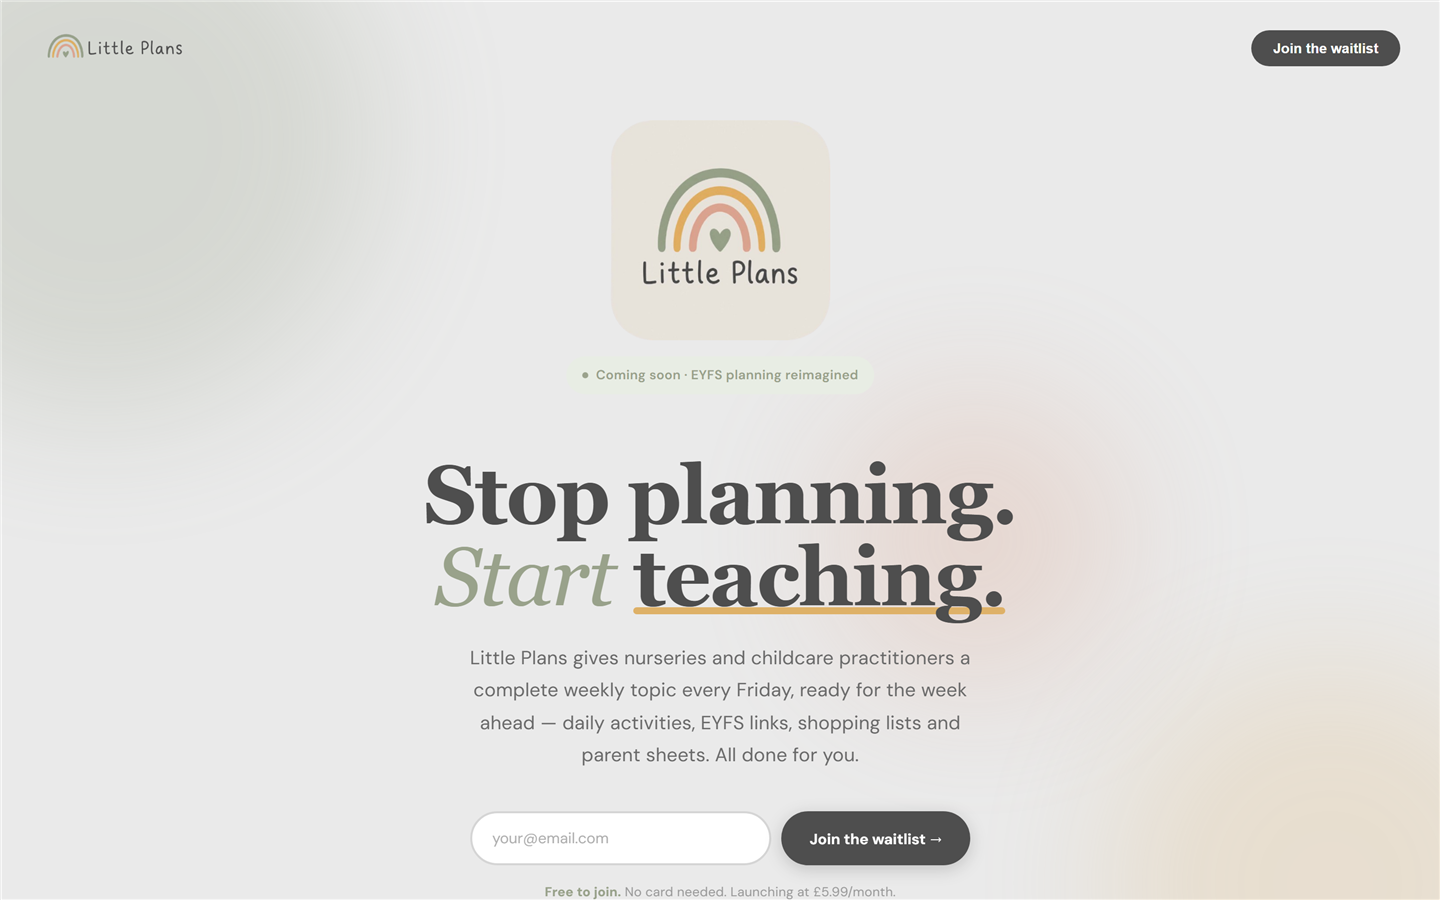 Little Plans
Join the waitlist
Little Plans
Coming soon · EYFS planning reimagined
Stop planning.
Start teaching.
Little Plans gives nurseries and childcare practitioners a
complete weekly topic every Friday, ready for the week
ahead — daily activities, EYFS links, shopping lists and
parent sheets. All done for you.
your@email.com
Join the waitlist →
Free to join. No card needed. Launching at £5.99/month.